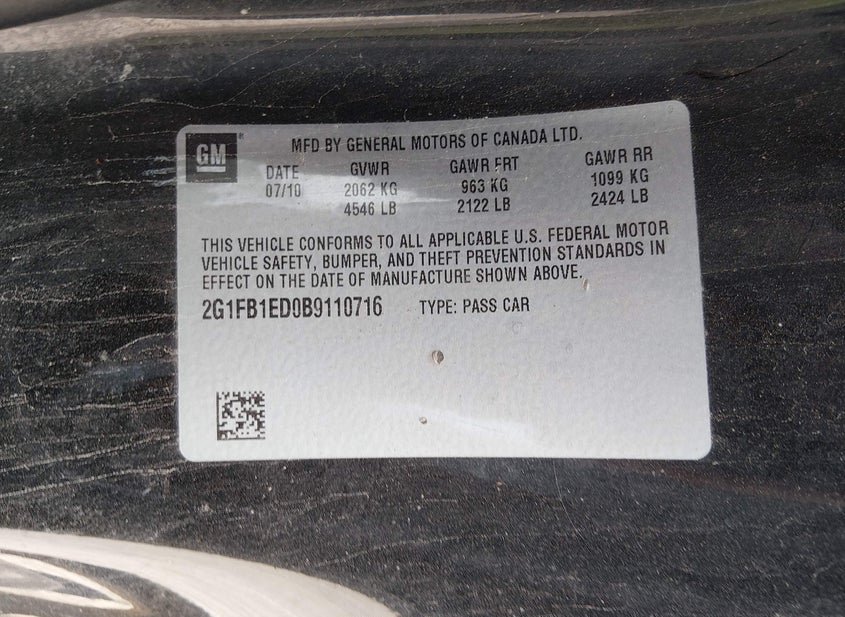 GM
MFD BY GENERAL MOTORS OF CANADA LTD.
DATE GVWR GAWR FRT GAWR RR
07/10 2062 KG 963 KG 1099 KG
4546 LB 2122 LB 2424 LB
THIS VEHICLE CONFORMS TO ALL APPLICABLE U.S. FEDERAL MOTOR
VEHICLE SAFETY, BUMPER, AND THEFT PREVENTION STANDARDS IN
EFFECT ON THE DATE OF MANUFACTURE SHOWN ABOVE.
2G1FB1ED0B9110716 TYPE: PASS CAR